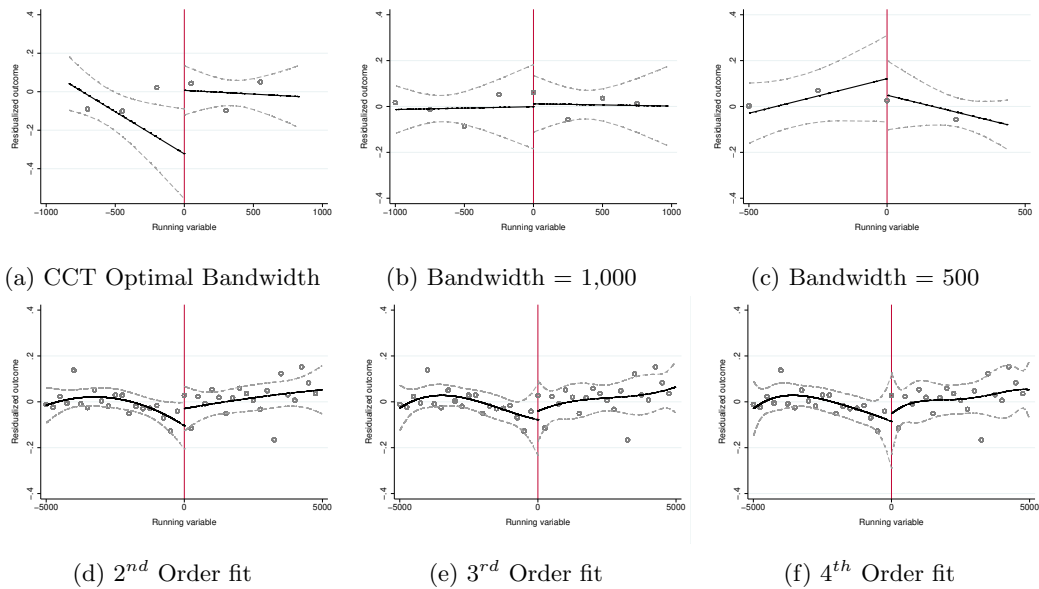 .4
.2
0
-.2
-.4
Residualized outcome
-1000
-500
0
500
1000
Running variable
(a) CCT Optimal Bandwidth
.4
.2
0
-.2
-.4
Residualized outcome
-1000
-500
0
500
1000
Running variable
(b) Bandwidth = 1,000
.4
.2
0
-.2
-.4
Residualized outcome
-500
0
500
Running variable
(c) Bandwidth = 500
.4
.2
0
-.2
-.4
Residualized outcome
-5000
0
5000
Running variable
(d) 2nd Order fit
.4
.2
0
-.2
-.4
Residualized outcome
-5000
0
5000
Running variable
(e) 3rd Order fit
.4
.2
0
-.2
-.4
Residualized outcome
-5000
0
5000
Running variable
(f) 4th Order fit